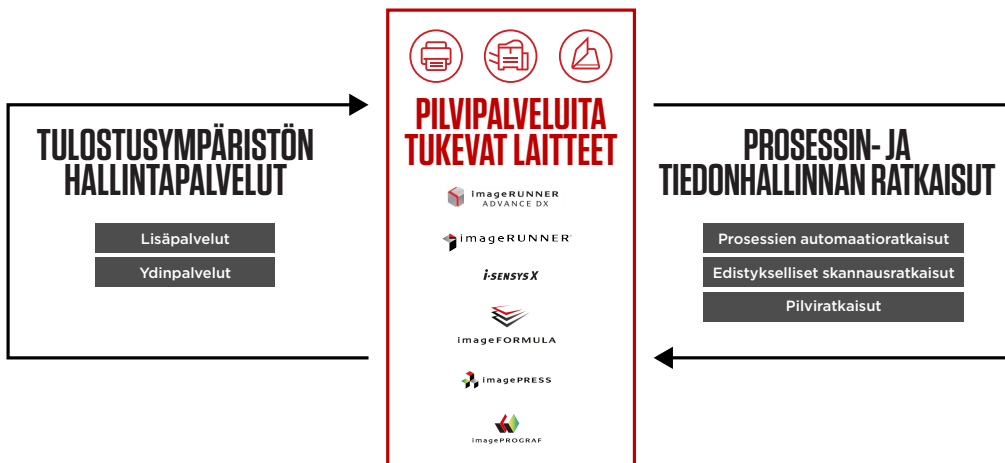 TULOSTUSYMPÄRISTÖN
HALLINTAPALVELUT
Lisäpalvelut
Ydinpalvelut
PILVIPALVELUITA
TUKEVAT LAITTEET
imageRUNNER
ADVANCE DX
imageRUNNER
i-SENSYS X
imageFORMULA
imagePRESS
imagePROGRAF
PROSESSIN- JA
TIEDONHALLINNAN RATKAISUT
Prosessien automaatioratkaisut
Edistykselliset skannausratkaisut
Pilviratkaisut